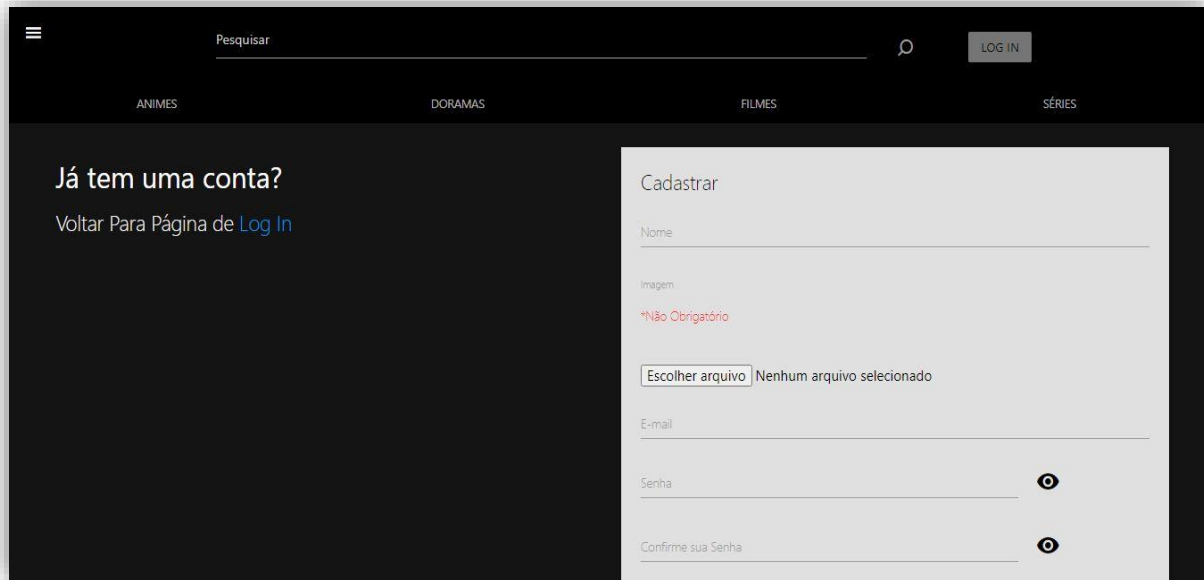 Pesquisar
LOG IN
ANIMES DORAMAS FILMES SÉRIES
Já tem uma conta?
Voltar Para Página de Log In
Cadastrar
Nome
Imagem
*Não Obrigatório
Escolher arquivo Nenhum arquivo selecionado
E-mail
Senha
Confirme sua Senha